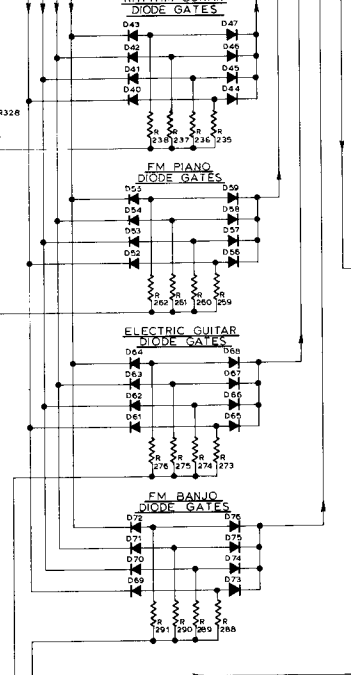 DIODE GATES
D43 D47
D42 D46
D41 D45
D40 D44
R328
R 238 R 237 R 236 R 235
FM PIANO
DIODE GATES
D55 D59
D54 D58
D53 D57
D52 D56
R 262 R 261 R 260 R 259
ELECTRIC GUITAR
DIODE GATES
D64 D68
D63 D67
D62 D66
D61 D65
R 276 R 275 R 274 R 273
FM BANJO
DIODE GATES
D72 D76
D71 D75
D70 D74
D69 D73
R 291 R 290 R 289 R 288